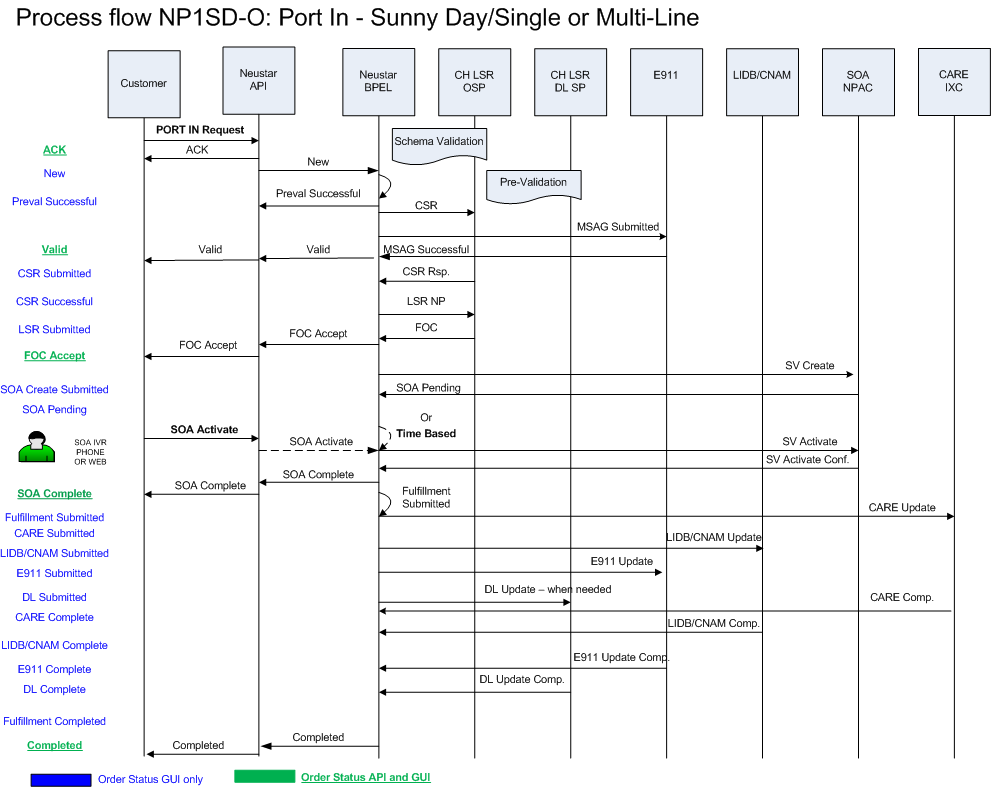 Process flow NP1SD-O: Port In - Sunny Day/Single or Multi-Line
Customer
Neustar
API
Neustar
BPEL
CH LSR
OSP
CH LSR
DL SP
E911
LIDB/CNAM
SOA
NPAC
CARE
IXC
PORT IN Request
Schema Validation
ACK
ACK
New
New
Pre-Validation
Preval Successful
Preval Successful
CSR
MSAG Submitted
Valid
Valid
Valid
MSAG Successful
CSR Submitted
CSR Rsp.
CSR Successful
LSR NP
LSR Submitted
FOC
FOC Accept
FOC Accept
FOC Accept
SV Create
SOA Create Submitted
SOA Pending
SOA Pending
Or
Time Based
SOA Activate
SOA IVR
PHONE
OR WEB
SOA Activate
SV Activate
SV Activate Conf.
SOA Complete
SOA Complete
SOA Complete
Fulfillment
Submitted
Fulfillment Submitted
CARE Update
CARE Submitted
LIDB/CNAM Update
LIDB/CNAM Submitted
E911 Update
E911 Submitted
DL Update – when needed
DL Submitted
CARE Comp.
CARE Complete
LIDB/CNAM Comp.
LIDB/CNAM Complete
E911 Update Comp.
E911 Complete
DL Update Comp.
DL Complete
Fulfillment Completed
Completed
Completed
Completed
Order Status GUI only
Order Status API and GUI